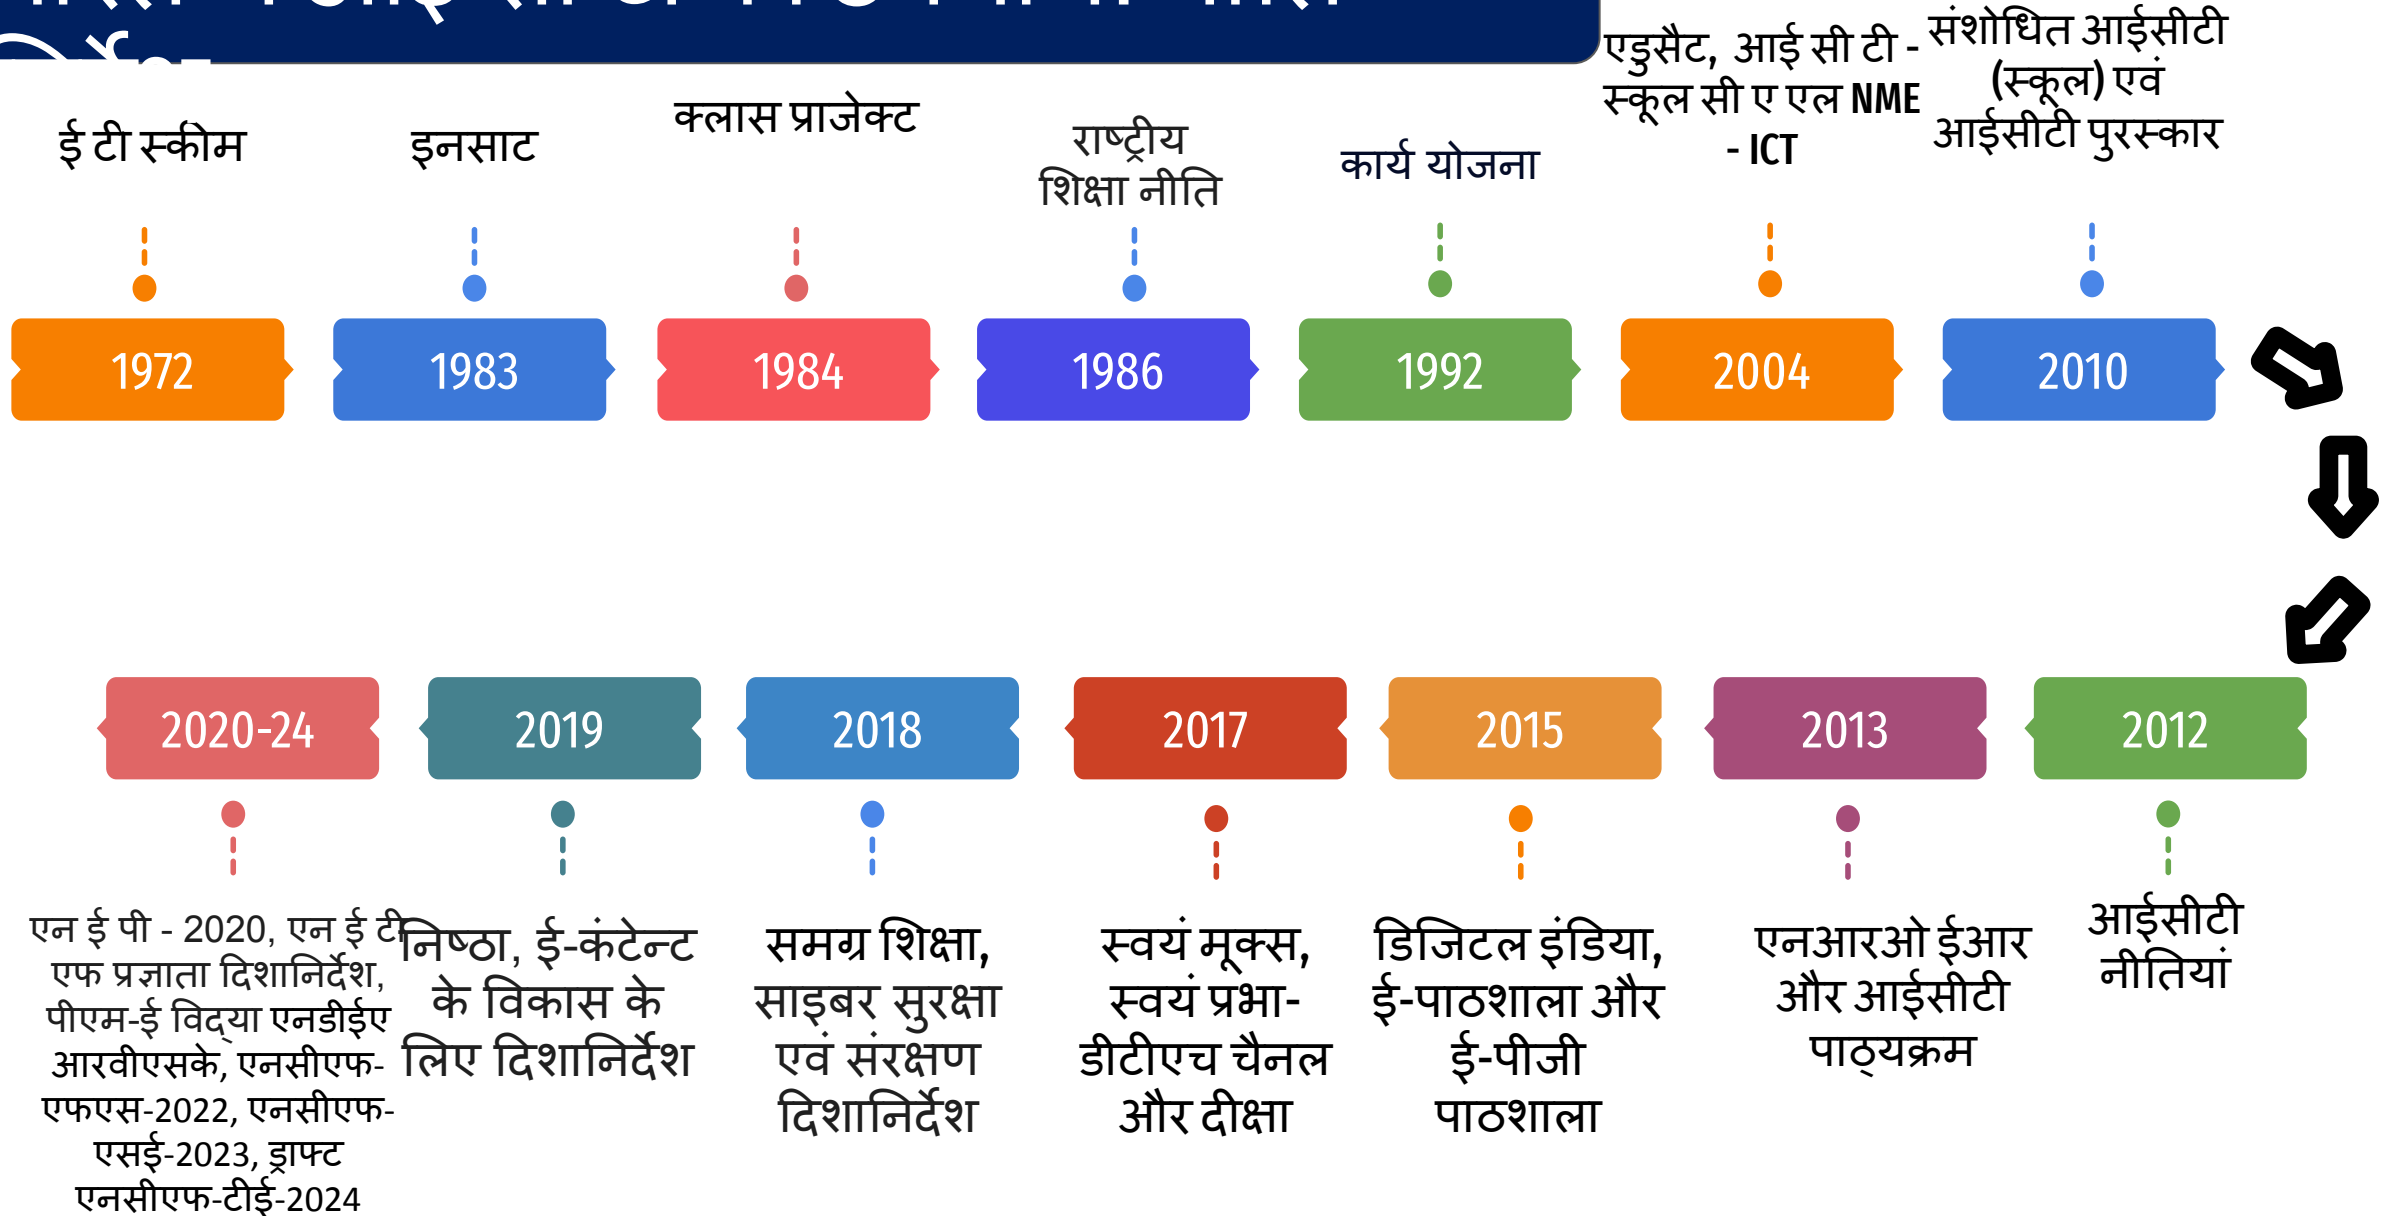 ई टी स्कीम
इनसाट
क्लास प्राजेक्ट
राष्ट्रीय
शिक्षा नीति
कार्य योजना
एडुसैट, आई सी टी -
स्कूल सी ए एल NME
- ICT
संशोधित आईसीटी
(स्कूल) एवं
आईसीटी पुरस्कार
1972
1983
1984
1986
1992
2004
2010
2020-24
2019
2018
2017
2015
2013
2012
एन ई पी - 2020, एन ई टी
एफ प्रज्ञाता दिशानिर्देश,
पीएम-ई विद्या एनडीईए
आरवीएसके, एनसीएफ-
एफएस-2022, एनसीएफ-
एसई-2023, ड्राफ्ट
एनसीएफ-टीई-2024
निष्ठा, ई-कंटेन्ट
के विकास के
लिए दिशानिर्देश
समग्र शिक्षा,
साइबर सुरक्षा
एवं संरक्षण
दिशानिर्देश
स्वयं मूक्स,
स्वयं प्रभा-
डीटीएच चैनल
और दीक्षा
डिजिटल इंडिया,
ई-पाठशाला और
ई-पीजी
पाठशाला
एनआरओ ईआर
और आईसीटी
पाठ्यक्रम
आईसीटी
नीतियां